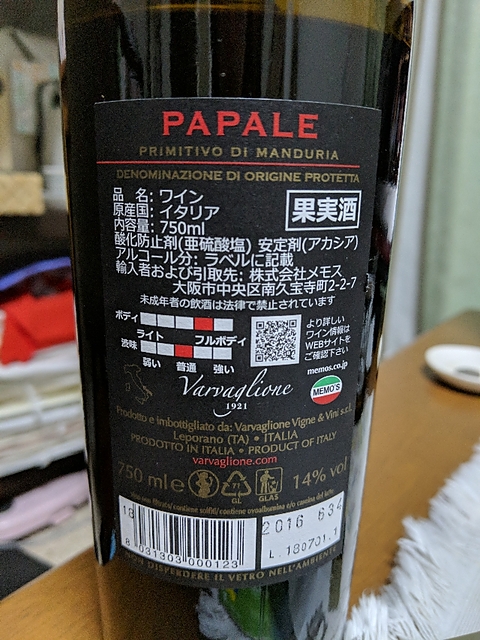 PAPALE
PRIMITIVO DI MANDURIA
DENOMINAZIONE DI ORIGINE PROTETTA
品 名: ワイン
原産国: イタリア
内容量: 750ml
果実酒
酸化防止剤(亜硫酸塩) 安定剤(アカシア)
アルコール分: ラベルに記載
輸入者および引取先: 株式会社メモス
大阪市中央区南久宝寺町2-2-7
未成年者の飲酒は法律で禁止されています
ボディ
ライト フルボディ
渋味
弱い 普通 強い
より詳しい
ワイン情報は
WEBサイトを
ご確認下さい
memos.co.jp
MEMO'S
Varvaglione
1921
Prodotto e imbottigliato da: Varvaglione Vigne & Vini s.r.l.
Leporano (TA) • ITALIA
PRODOTTO IN ITALIA • PRODUCT OF ITALY
varvaglione.com
750 ml e
GL
GLAS
14% vol
8 031303 000123
2016 634
L. 180701.1
NON DISPERDERE IL VETRO NELL'AMBIENTE